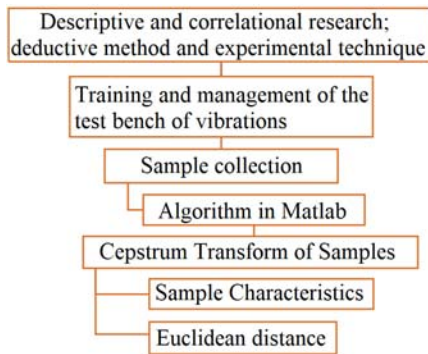 Descriptive and correlational research;
deductive method and experimental technique
Training and management of the
test bench of vibrations
Sample collection
Algorithm in Matlab
Cepstrum Transform of Samples
Sample Characteristics
Euclidean distance